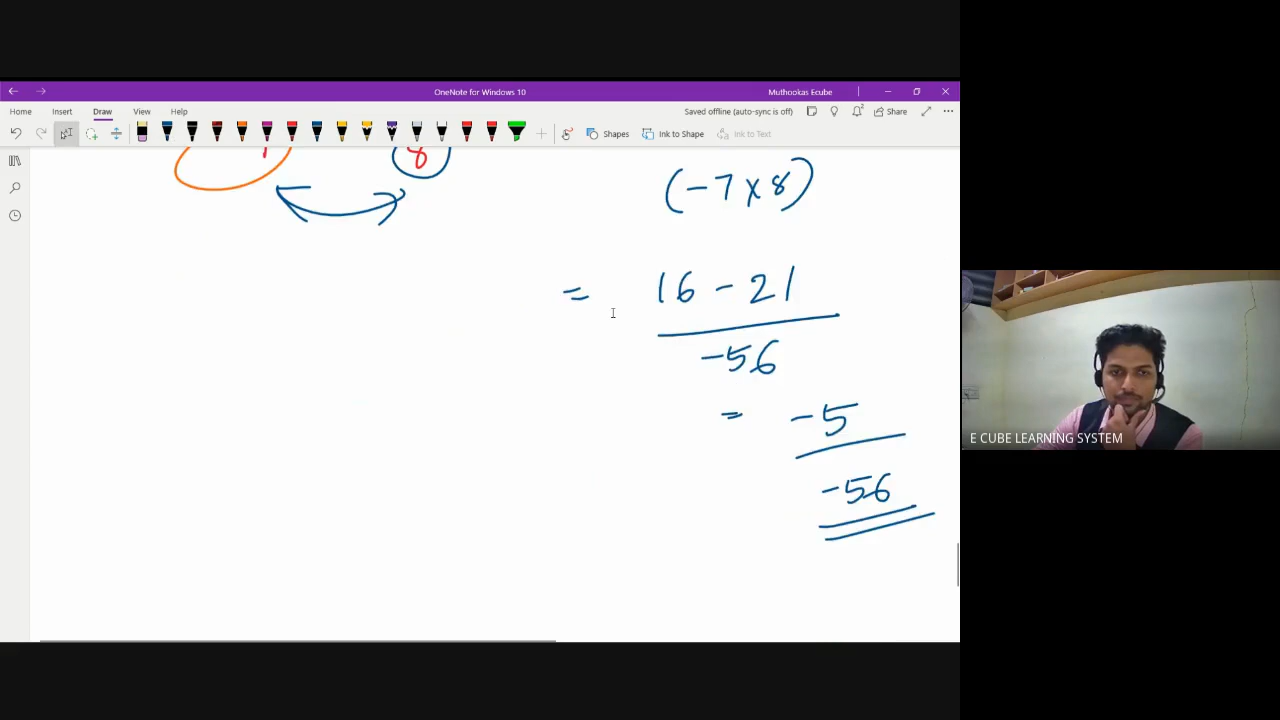 OneNote for Windows 10
Muthookas Ecube
Home Insert Draw View Help
Saved offline (auto-sync is off)
2
Share
Shapes
Ink to Shape
Ink to Text
8
(-7 x 8)
= 16 - 21
-56
= -5
-56
E CUBE LEARNING SYSTEM